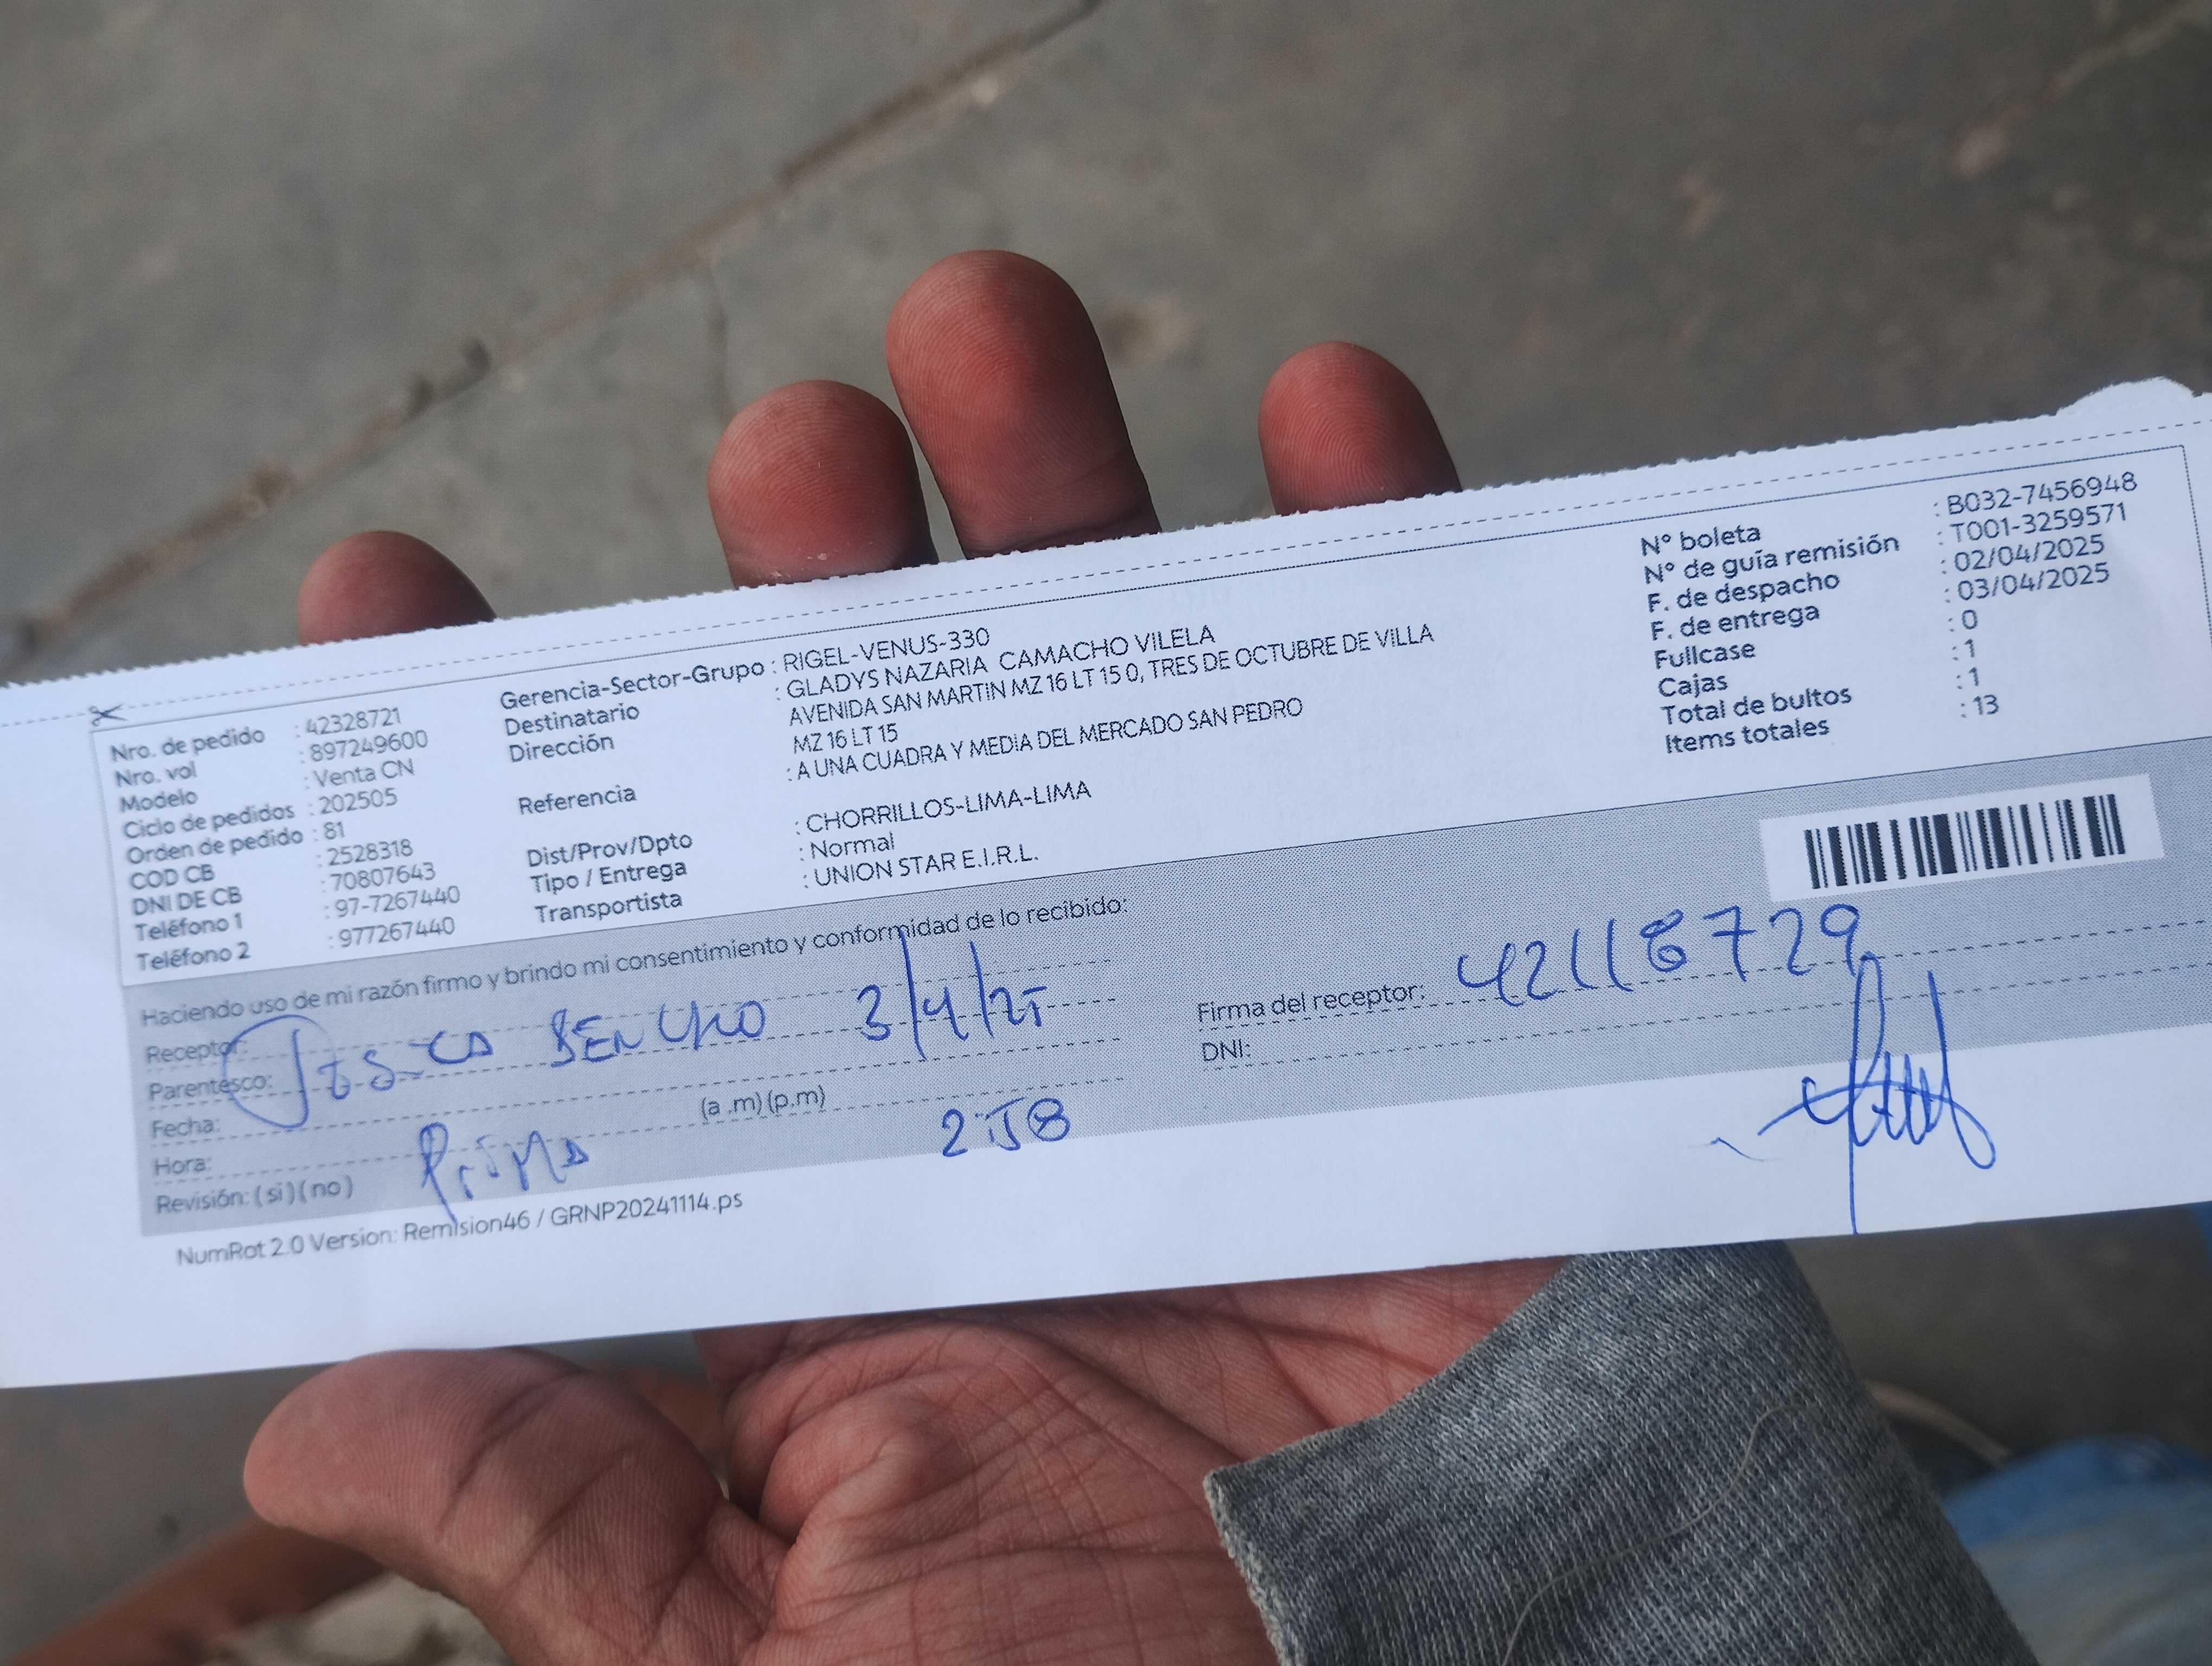 Nro. de pedido : 42328721
Nro. vol : 897249600
Modelo : Venta CN
Ciclo de pedidos : 202505
Orden de pedido : 81
COD CB : 2528318
DNI DE CB : 70807643
Teléfono 1 : 97-7267440
Teléfono 2 : 977267440
Gerencia-Sector-Grupo : RIGEL-VENUS-330
Destinatario : GLADYS NAZARIA CAMACHO VILELA
Dirección AVENIDA SAN MARTIN MZ 16 LT 15 0, TRES DE OCTUBRE DE VILLA
MZ 16 LT 15
Referencia : A UNA CUADRA Y MEDIA DEL MERCADO SAN PEDRO
Dist/Prov/Dpto : CHORRILLOS-LIMA-LIMA
Tipo / Entrega : Normal
Transportista : UNION STAR E.I.R.L.
N° boleta : B032-7456948
N° de guía remisión : T001-3259571
F. de despacho : 02/04/2025
F. de entrega : 03/04/2025
Fullcase : 0
Cajas : 1
Total de bultos : 1
Items totales : 13
Haciendo uso de mi razón firmo y brindo mi consentimiento y conformidad de lo recibido:
Receptor:
Parentesco: 3/4/25
Fecha: (a.m)(p.m)
Hora: Prima
Revisión: (si)(no)
Firma del receptor: 42118729
DNI:
NumRot 2.0 Version: Remision46 / GRNP20241114.ps